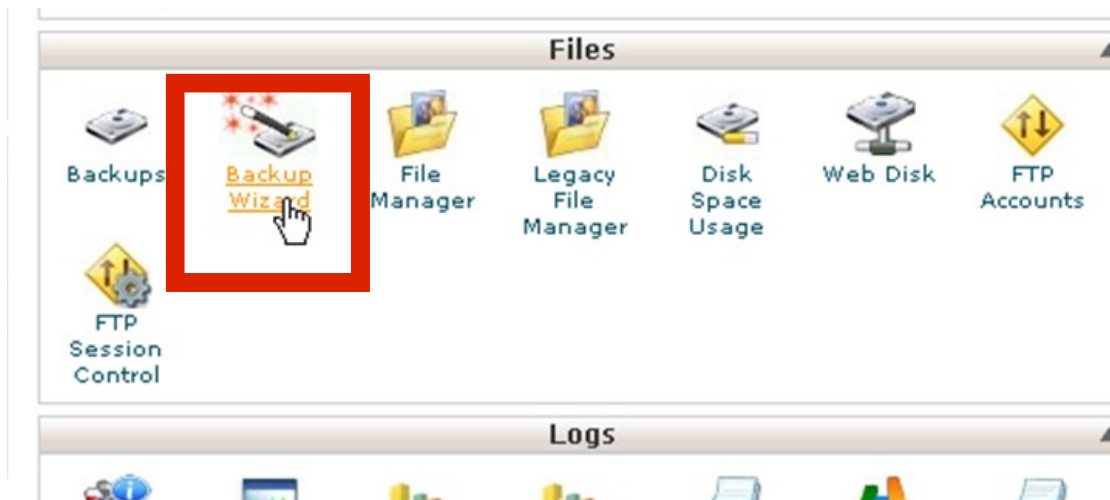 Files
Backups
Backup
Wizard
File
Manager
Legacy
File
Manager
Disk
Space
Usage
Web Disk
FTP
Accounts
FTP
Session
Control
Logs